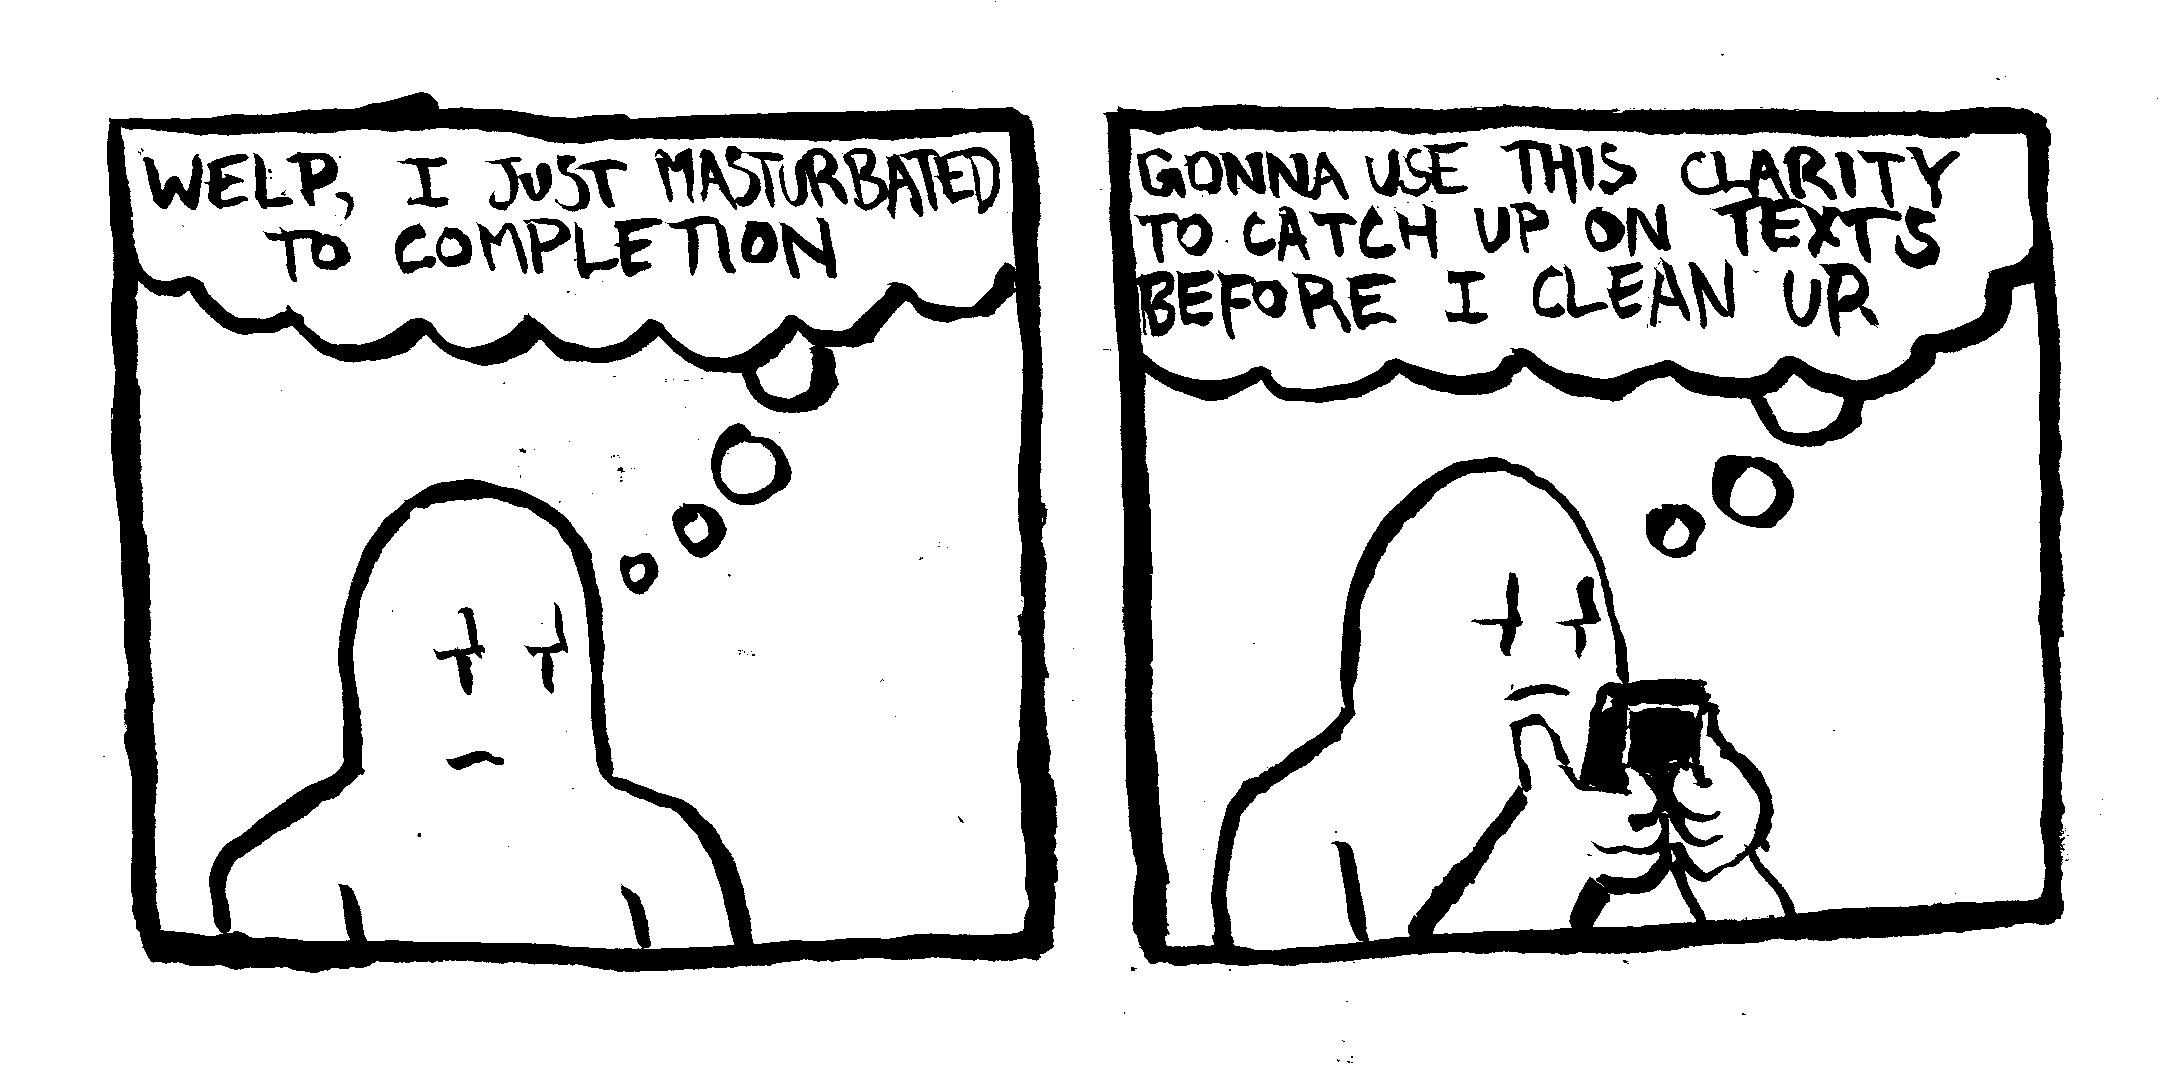 WELP, I JUST MASTURBATED
TO COMPLETION
GONNA USE THIS CLARITY
TO CATCH UP ON TEXTS
BEFORE I CLEAN UP